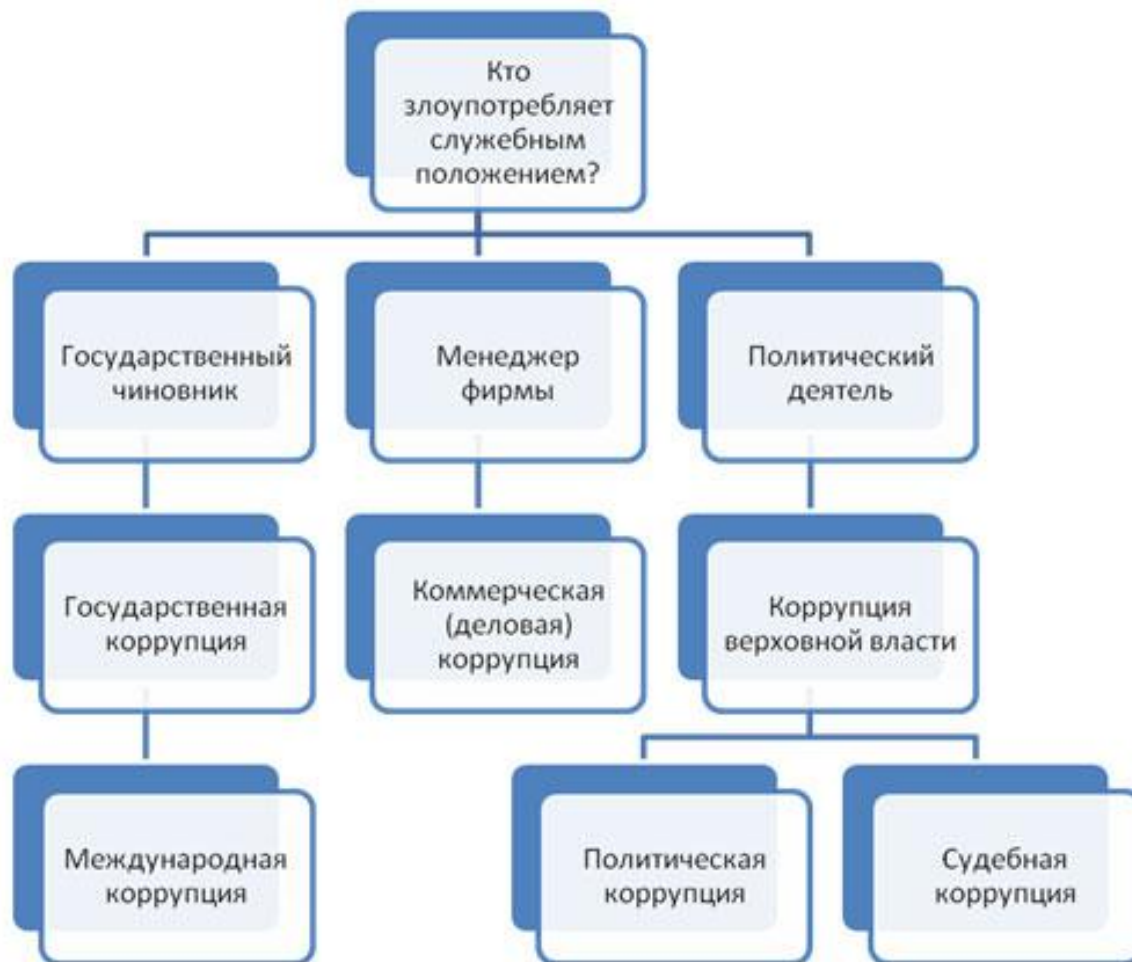 Кто
злоупотребляет
служебным
положением?
Государственный
чиновник
Менеджер
фирмы
Политический
деятель
Государственная
коррупция
Коммерческая
(деловая)
коррупция
Коррупция
верховной власти
Международная
коррупция
Политическая
коррупция
Судебная
коррупция